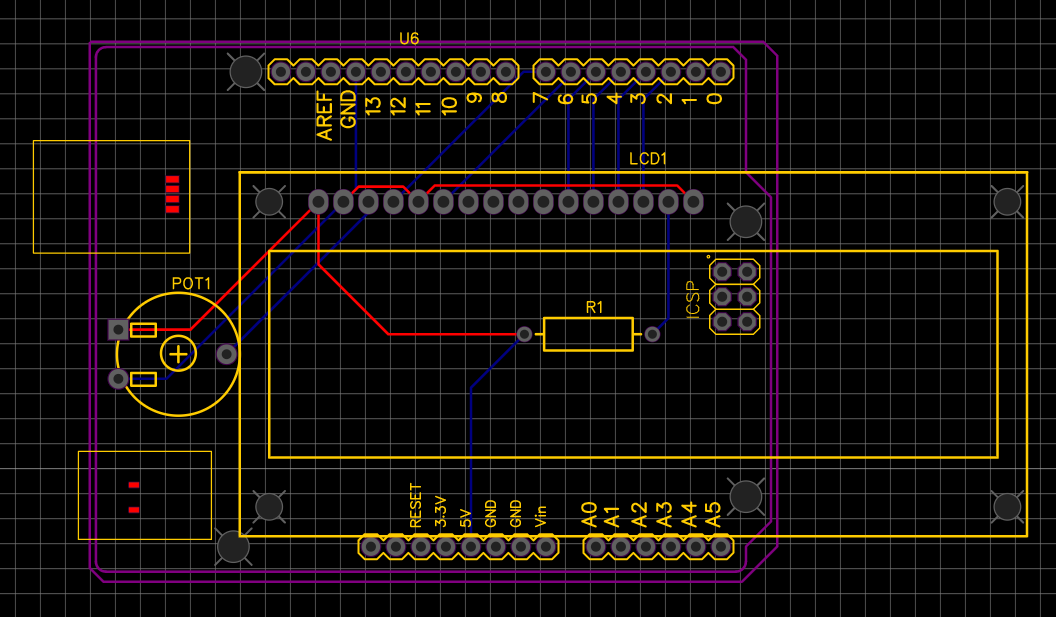 U6
AREF
GND
13
12
11
10
9
8
7
6
5
4
3
2
1
0
LCD1
POT1
ICSP
R1
RESET
3.3V
5V
GND
GND
Vin
A0
A1
A2
A3
A4
A5